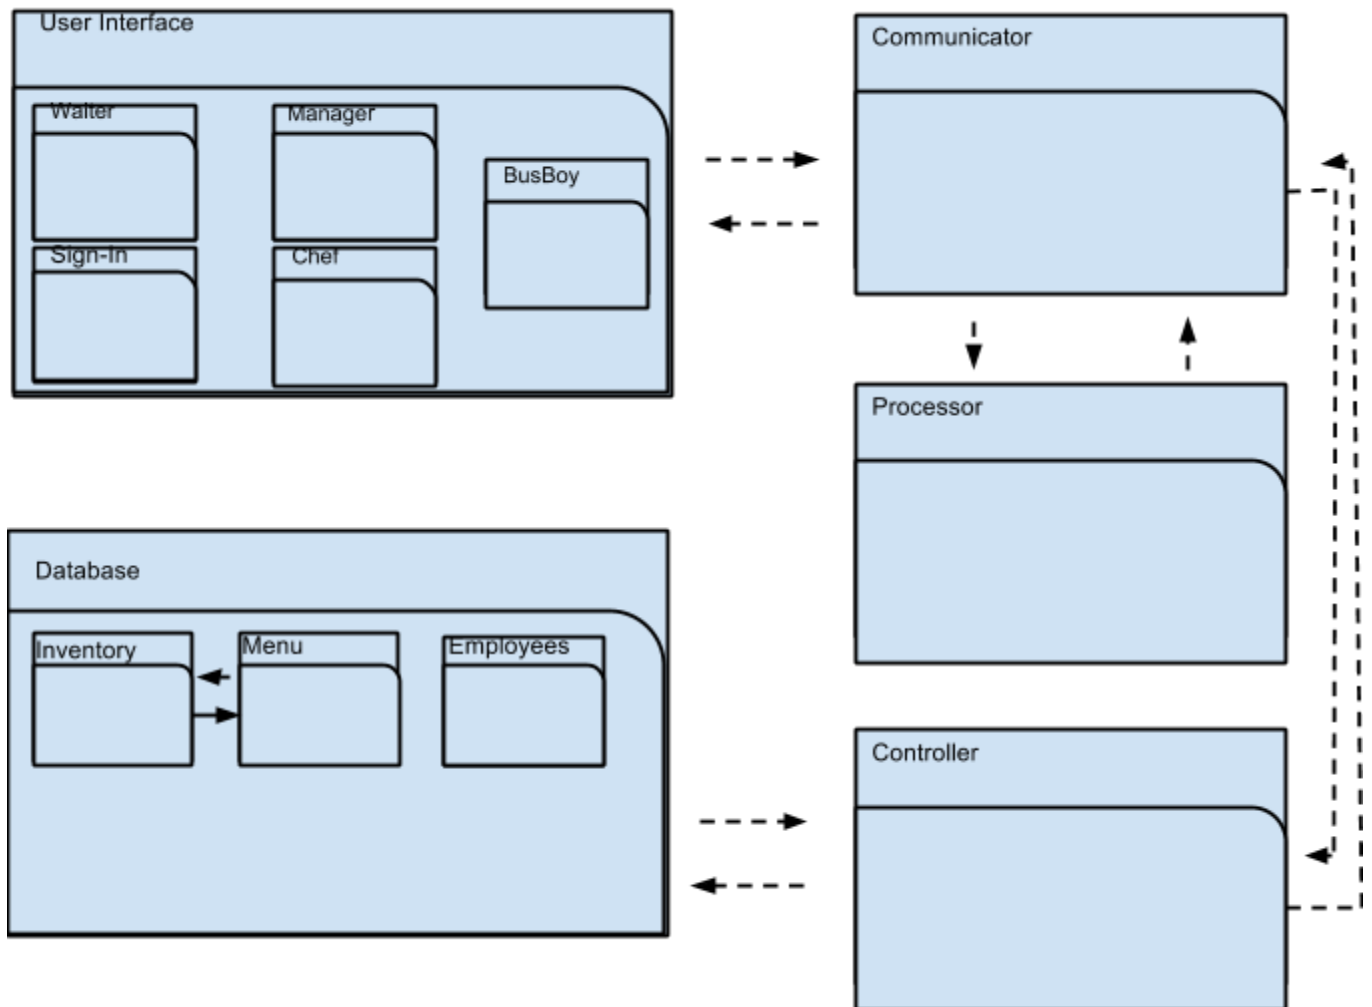 User Interface
Waiter
Manager
BusBoy
Sign-In
Chef
Communicator
Processor
Database
Inventory
Menu
Employees
Controller